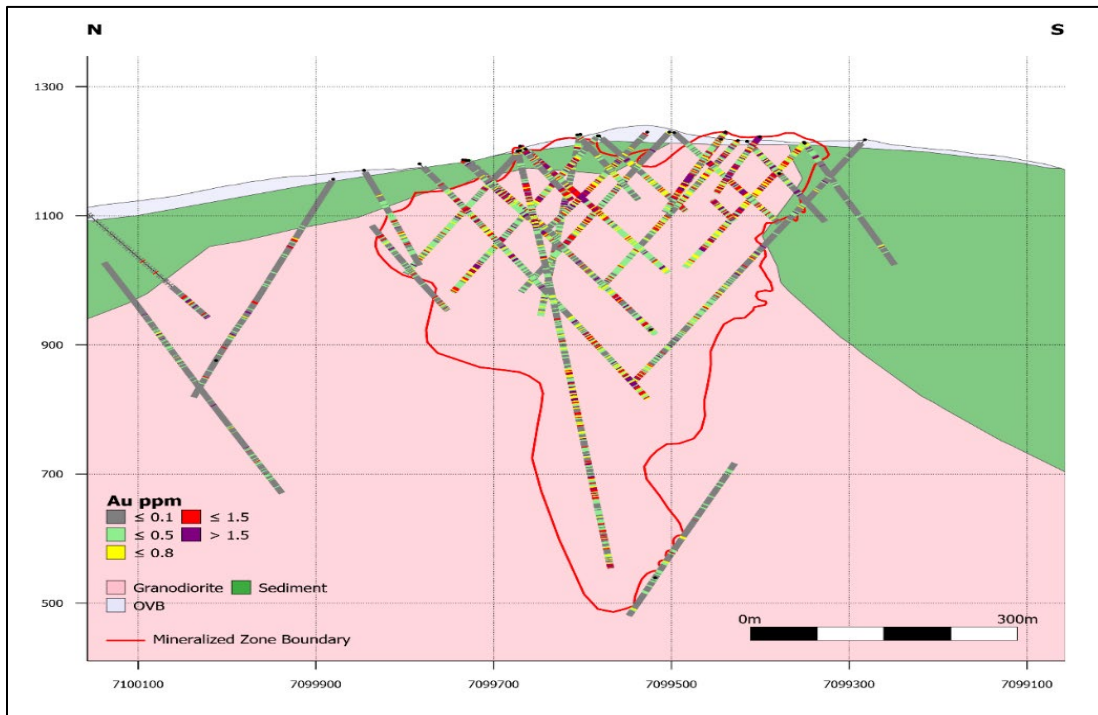 N S
1300
1100
900
700
500
Au ppm
≤ 0.1 ≤ 1.5
≤ 0.5 > 1.5
≤ 0.8
Granodiorite Sediment
OVB
Mineralized Zone Boundary
0m 300m
7100100 7099900 7099700 7099500 7099300 7099100